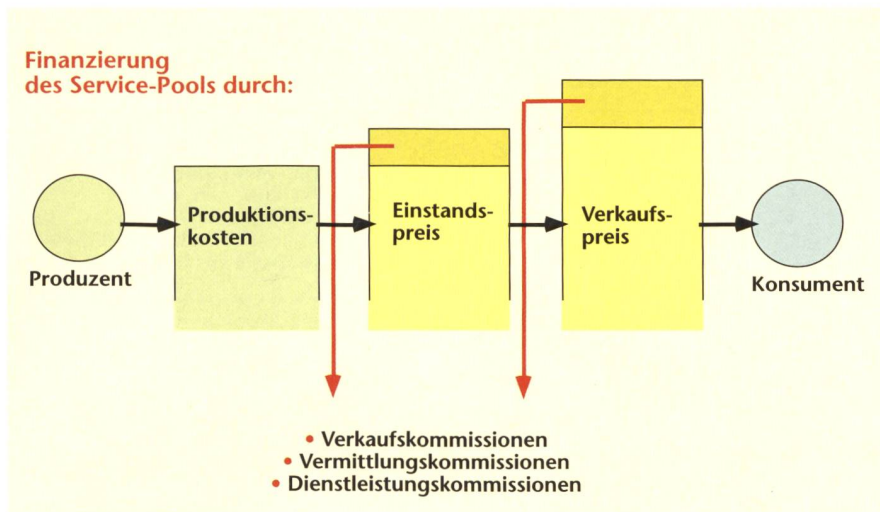 Finanzierung
des Service-Pools durch:
Produzent
Produktions-
kosten
Einstands-
preis
Verkaufs-
preis
Konsument
• Verkaufskommissionen
• Vermittlungskommissionen
• Dienstleistungskommissionen